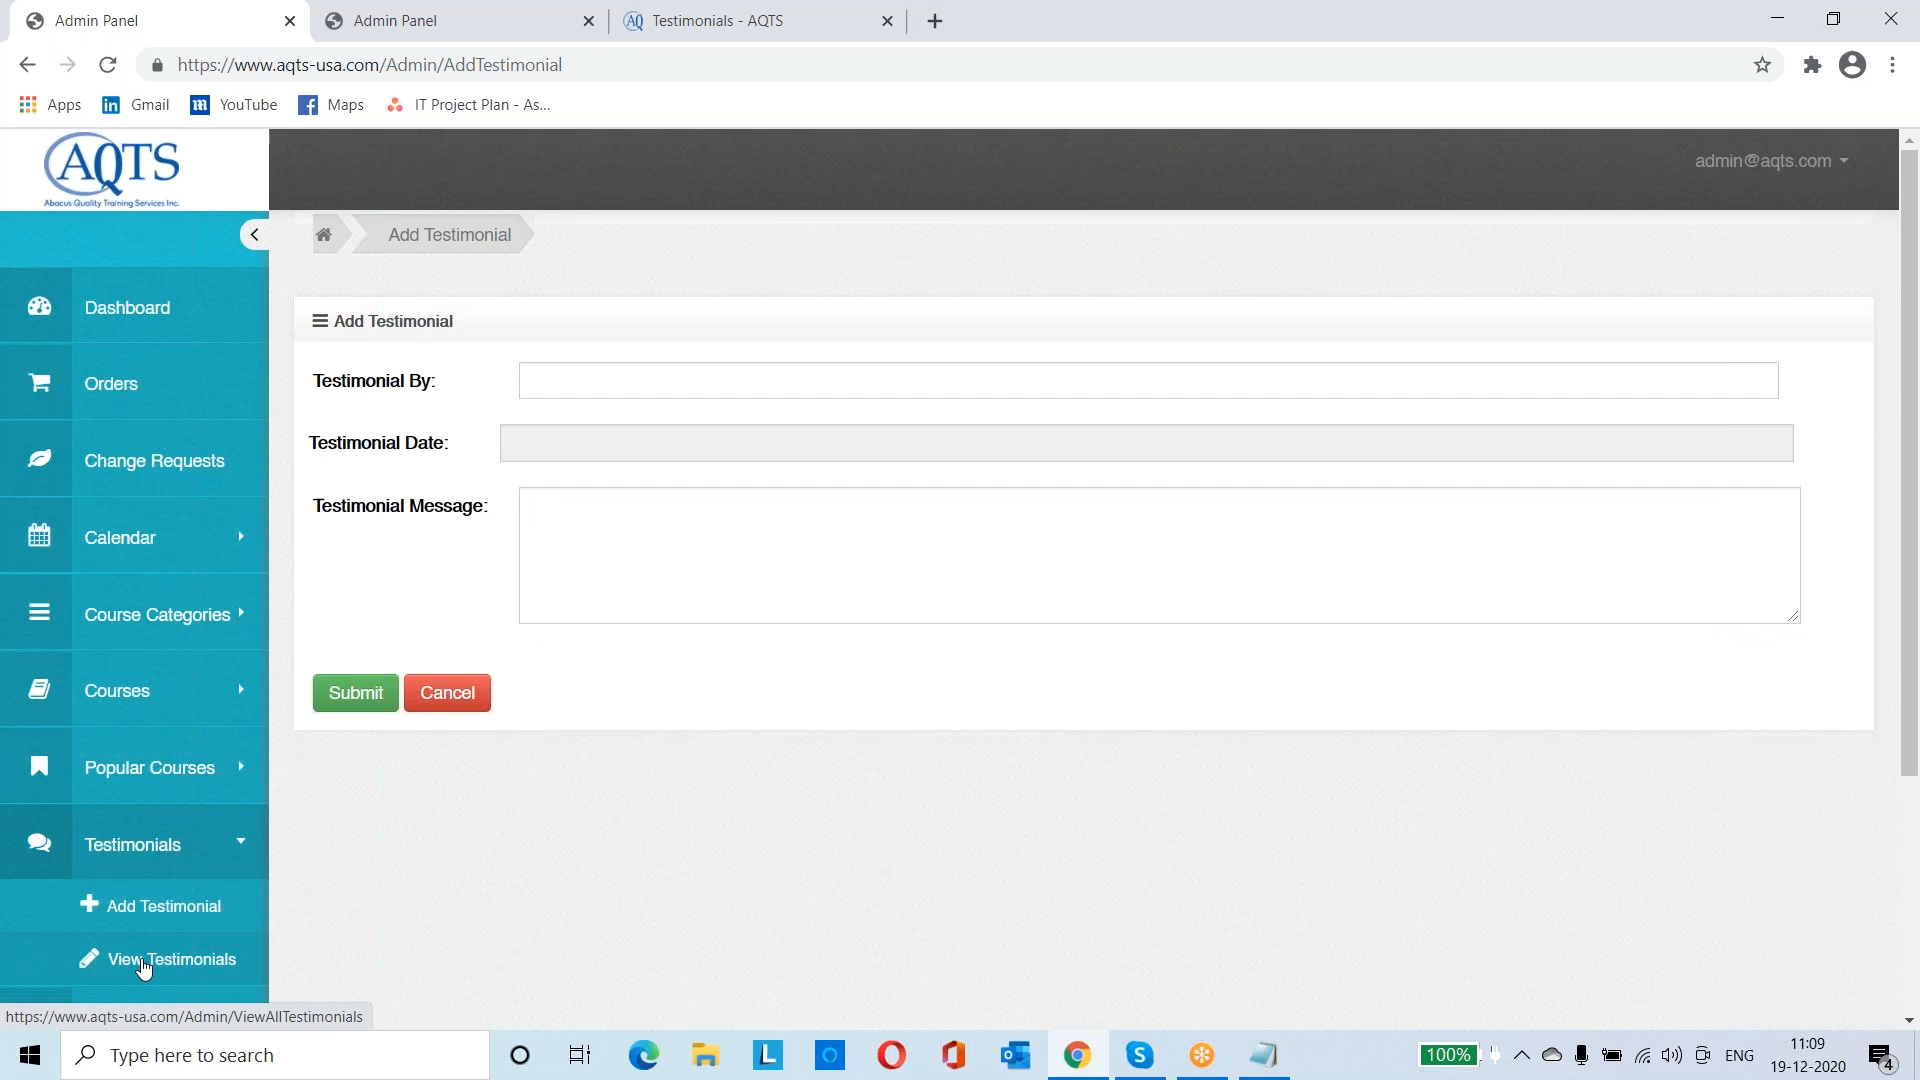 Admin Panel
Admin Panel
AQ Testimonials - AQTS
https://www.aqts-usa.com/Admin/AddTestimonial
Apps
in Gmail
m YouTube
f Maps
IT Project Plan - As...
AQTS
Abacus Quality Training Services Inc.
admin@aqts.com
Add Testimonial
Dashboard
Orders
Change Requests
Calendar
Course Categories
Courses
Popular Courses
Testimonials
Add Testimonial
View Testimonials
Add Testimonial
Testimonial By:
Testimonial Date:
Testimonial Message:
Submit
Cancel
https://www.aqts-usa.com/Admin/ViewAllTestimonials
Type here to search
L
S
100%
ENG
11:09
19-12-2020
4